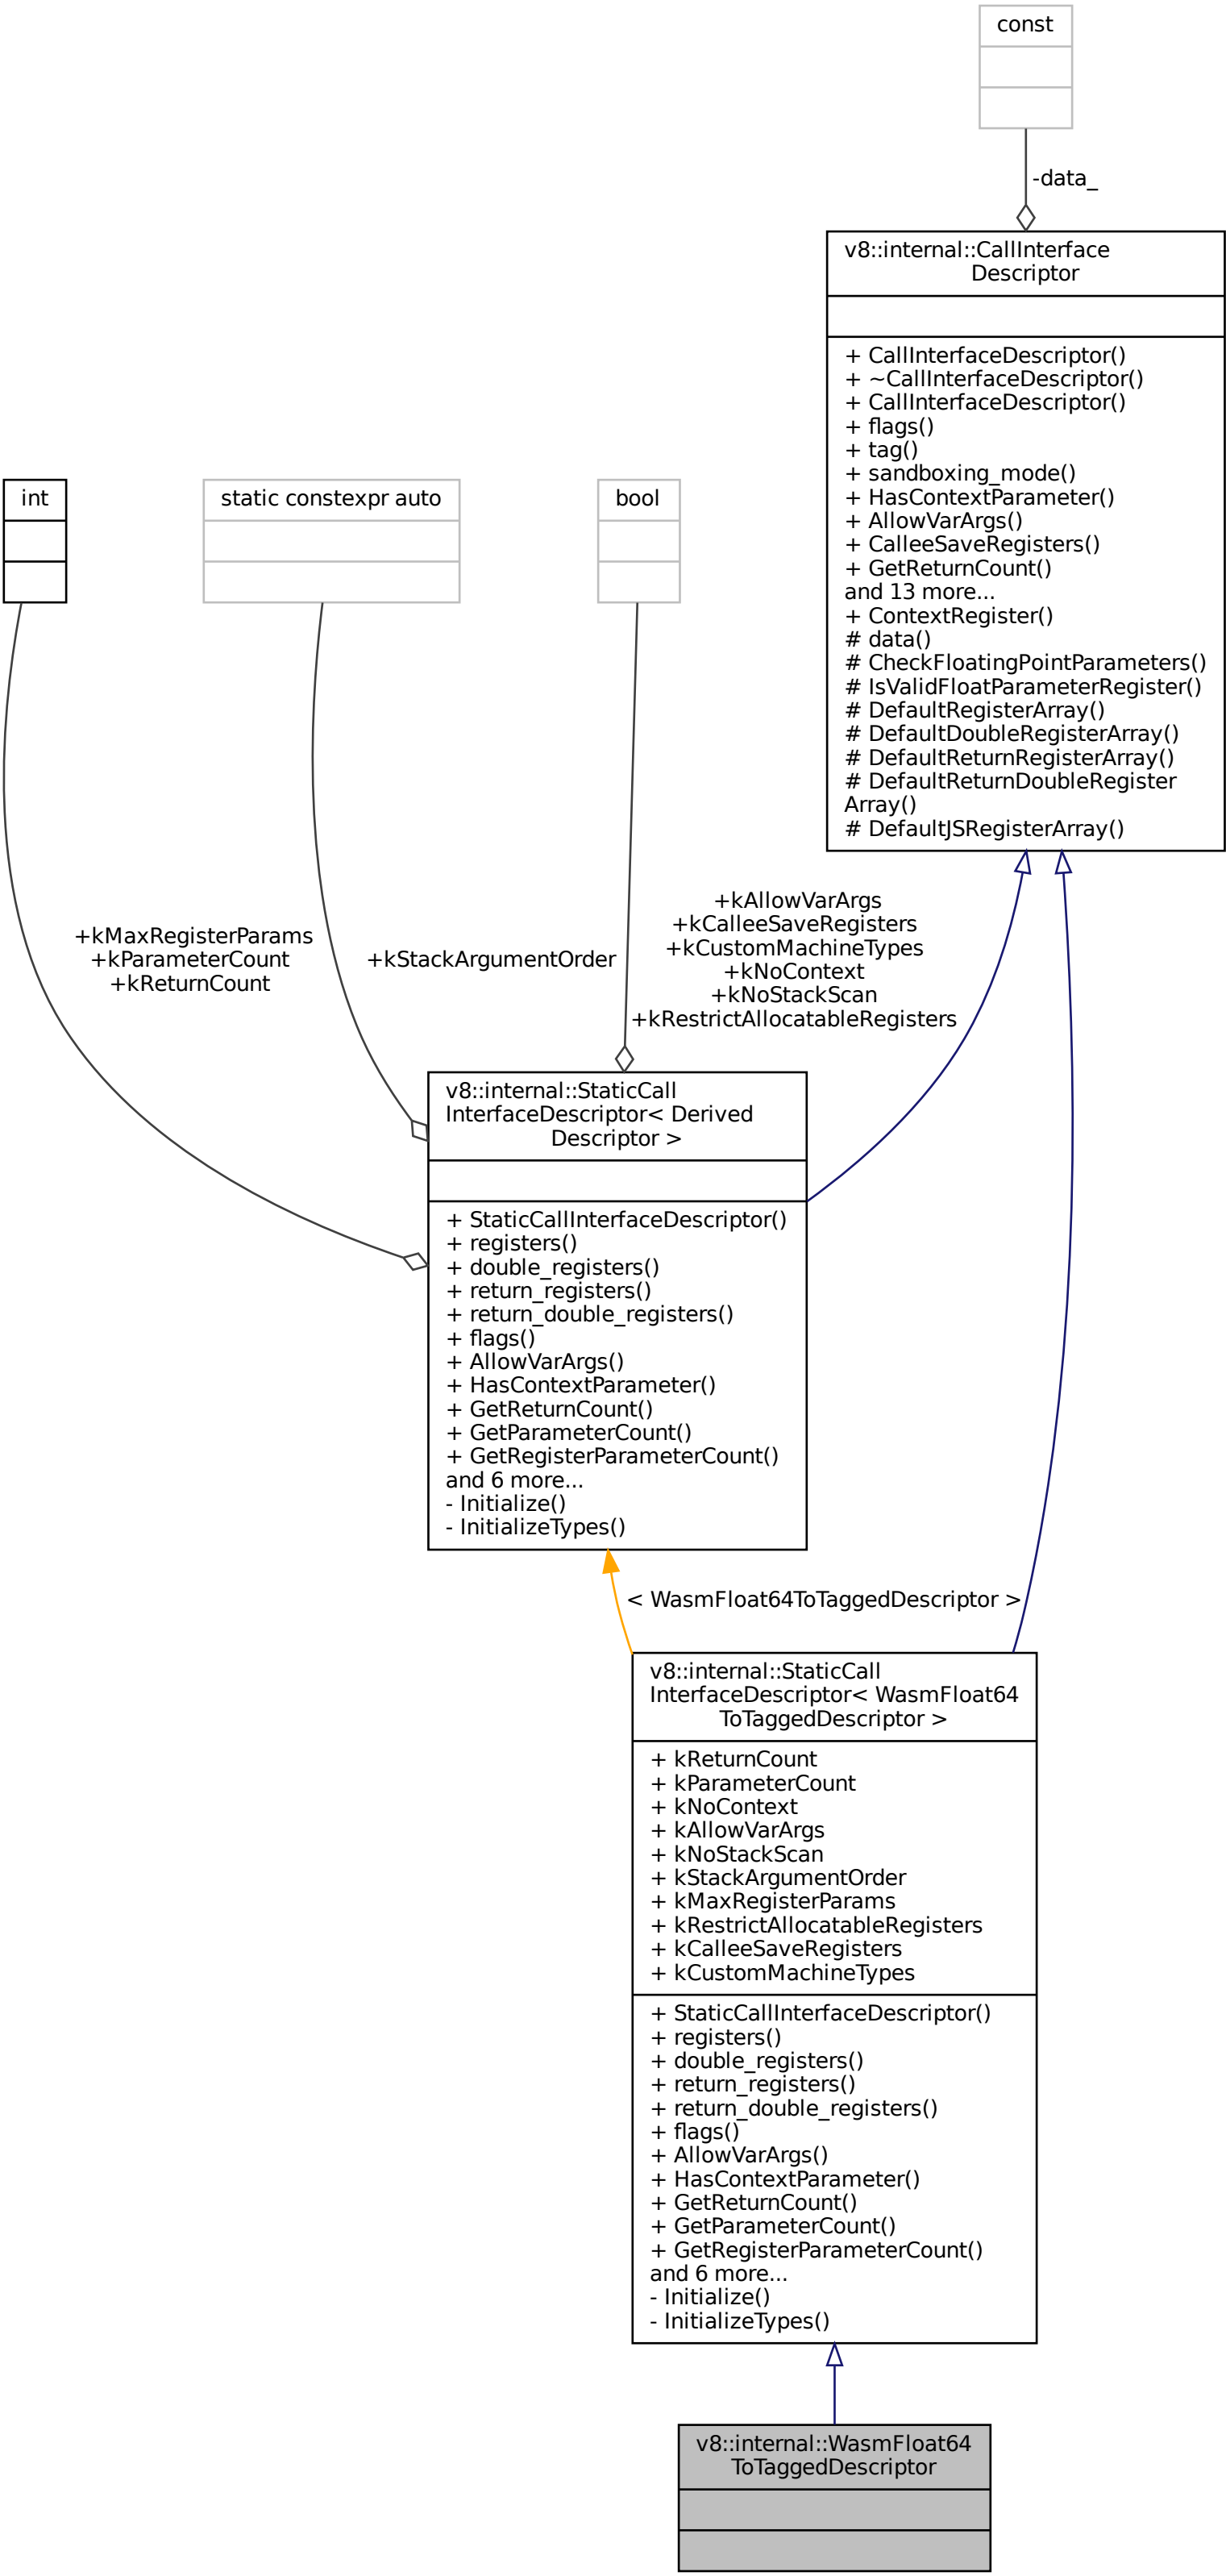 const
-data_
v8::internal::CallInterface
Descriptor
+ CallInterfaceDescriptor()
+ ~CallInterfaceDescriptor()
+ CallInterfaceDescriptor()
+ flags()
+ tag()
+ sandboxing_mode()
+ HasContextParameter()
+ AllowVarArgs()
+ CalleeSaveRegisters()
+ GetReturnCount()
and 13 more...
+ ContextRegister()
# data()
# CheckFloatingPointParameters()
# IsValidFloatParameterRegister()
# DefaultRegisterArray()
# DefaultDoubleRegisterArray()
# DefaultReturnRegisterArray()
# DefaultReturnDoubleRegister
Array()
# DefaultJSRegisterArray()
int
static constexpr auto
bool
+kMaxRegisterParams
+kParameterCount
+kReturnCount
+kStackArgumentOrder
+kAllowVarArgs
+kCalleeSaveRegisters
+kCustomMachineTypes
+kNoContext
+kNoStackScan
+kRestrictAllocatableRegisters
v8::internal::StaticCall
InterfaceDescriptor< Derived
Descriptor >
+ StaticCallInterfaceDescriptor()
+ registers()
+ double_registers()
+ return_registers()
+ return_double_registers()
+ flags()
+ AllowVarArgs()
+ HasContextParameter()
+ GetReturnCount()
+ GetParameterCount()
+ GetRegisterParameterCount()
and 6 more...
- Initialize()
- InitializeTypes()
< WasmFloat64ToTaggedDescriptor >
v8::internal::StaticCall
InterfaceDescriptor< WasmFloat64
ToTaggedDescriptor >
+ kReturnCount
+ kParameterCount
+ kNoContext
+ kAllowVarArgs
+ kNoStackScan
+ kStackArgumentOrder
+ kMaxRegisterParams
+ kRestrictAllocatableRegisters
+ kCalleeSaveRegisters
+ kCustomMachineTypes
+ StaticCallInterfaceDescriptor()
+ registers()
+ double_registers()
+ return_registers()
+ return_double_registers()
+ flags()
+ AllowVarArgs()
+ HasContextParameter()
+ GetReturnCount()
+ GetParameterCount()
+ GetRegisterParameterCount()
and 6 more...
- Initialize()
- InitializeTypes()
v8::internal::WasmFloat64
ToTaggedDescriptor